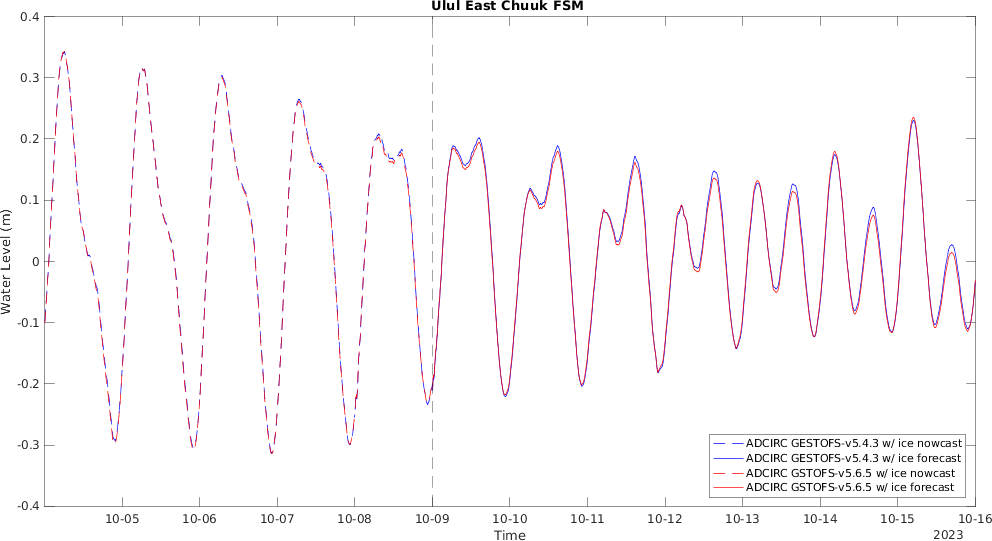 Ulul East Chuuk FSM
0.4
0.3
0.2
0.1
0
-0.1
-0.2
-0.3
-0.4
Water Level (m)
ADCIRC GESTOFS-v5.4.3 w/ ice nowcast
ADCIRC GESTOFS-v5.4.3 w/ ice forecast
ADCIRC GSTOFS-v5.6.5 w/ ice nowcast
ADCIRC GSTOFS-v5.6.5 w/ ice forecast
10-05 10-06 10-07 10-08 10-09 10-10 10-11 10-12 10-13 10-14 10-15 10-16
Time
2023